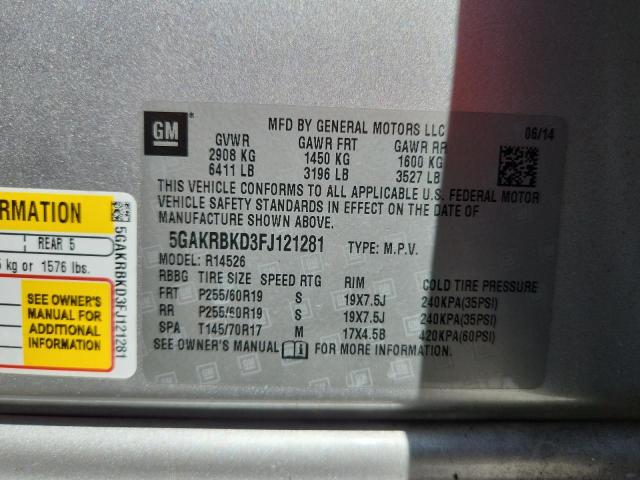 GM
MFD BY GENERAL MOTORS LLC 06/14
GVWR GAWR FRT GAWR RR
2908 KG 1450 KG 1600 KG
6411 LB 3196 LB 3527 LB
THIS VEHICLE CONFORMS TO ALL APPLICABLE U.S. FEDERAL MOTOR
VEHICLE SAFETY STANDARDS IN EFFECT ON THE DATE OF
MANUFACTURE SHOWN ABOVE.
5GAKRBKD3FJ121281 TYPE: M.P.V.
MODEL: R14526
RBBG TIRE SIZE SPEED RTG RIM COLD TIRE PRESSURE
FRT P255/60R19 S 19X7.5J 240KPA(35PSI)
RR P255/60R19 S 19X7.5J 240KPA(35PSI)
SPA T145/70R17 M 17X4.5B 420KPA(60PSI)
SEE OWNER'S MANUAL FOR MORE INFORMATION.
RMATION
REAR 5
kg or 1576 lbs.
SEE OWNER'S
MANUAL FOR
ADDITIONAL
INFORMATION
5GAKRBKD3FJ121281